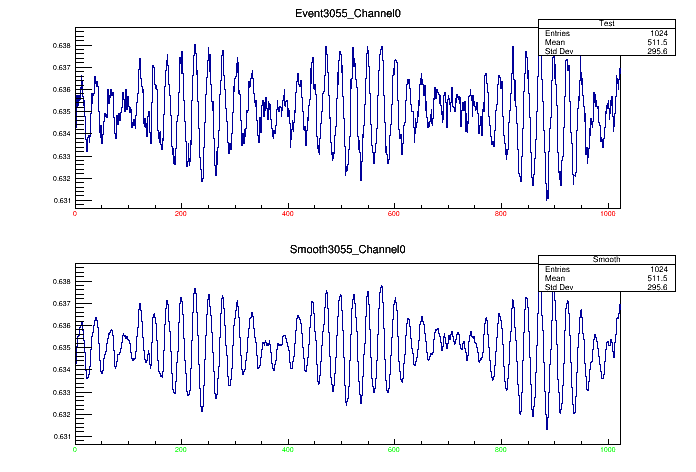 Event3055_Channel0
Test
Entries 1024
Mean 511.5
Std Dev 295.6
0.638
0.637
0.636
0.635
0.634
0.633
0.632
0.631
0 200 400 600 800 1000
Smooth3055_Channel0
Smooth
Entries 1024
Mean 511.5
Std Dev 295.6
0.638
0.637
0.636
0.635
0.634
0.633
0.632
0.631
0 200 400 600 800 1000